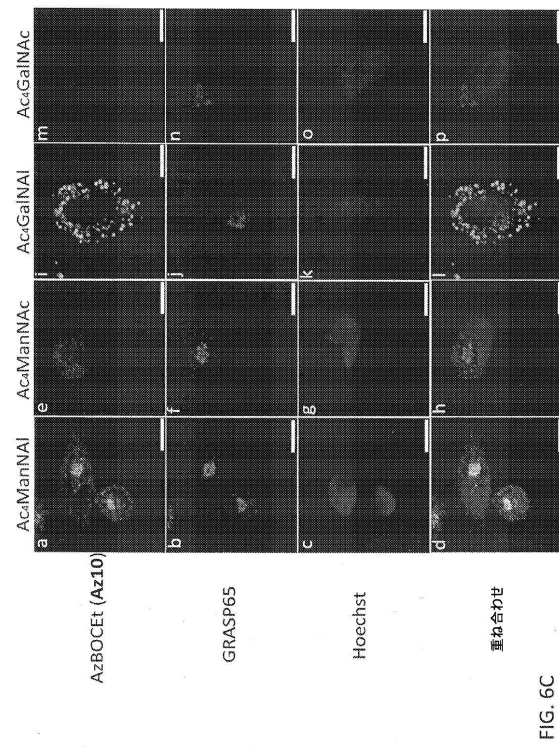 Ac4ManNAl
Ac4ManNAc
Ac4GalNAl
Ac4GalNAc
AzBOCEt (Az10)
a
e
i
m
GRASP65
b
f
j
n
Hoechst
c
g
k
o
重ね合わせ
d
h
l
p
FIG. 6C